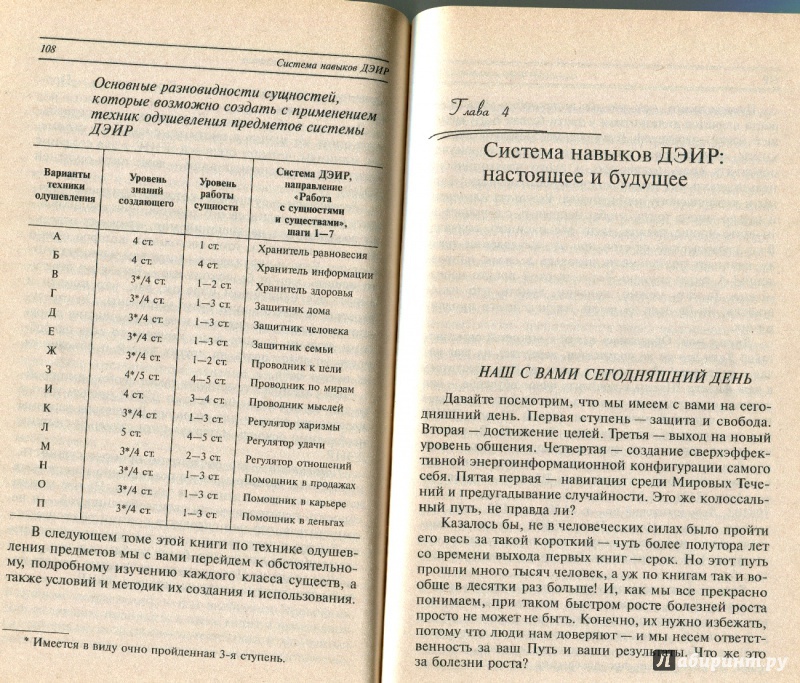 108
Система навыков ДЭИР
Основные разновидности сущностей,
которые возможно создать с применением
техник одушевления предметов системы
ДЭИР
Варианты техники одушевления | Уровень знаний создающего | Уровень работы сущности | Система ДЭИР, направление «Работа с сущностями и существами», шаги 1—7
А 4 ст. 1 ст. Хранитель равновесия
Б 4 ст. 4 ст. Хранитель информации
В 3*/4 ст. 1—2 ст. Хранитель здоровья
Г 3*/4 ст. 1—3 ст. Защитник дома
Д 3*/4 ст. 1—3 ст. Защитник человека
Е 3*/4 ст. 1—3 ст. Защитник семьи
Ж 3*/4 ст. 1—2 ст. Проводник к цели
З 4*/5 ст. 4—5 ст. Проводник по мирам
И 4 ст. 3—4 ст. Проводник мыслей
К 3*/4 ст. 1—3 ст. Регулятор харизмы
Л 5 ст. 4—5 ст. Регулятор удачи
М 3*/4 ст. 2—3 ст. Регулятор отношений
Н 3*/4 ст. 1—3 ст. Помощник в продажах
О 3*/4 ст. 1—3 ст. Помощник в карьере
П 3*/4 ст. 1—3 ст. Помощник в деньгах
В следующем томе этой книги по технике одушев-
ления предметов мы с вами перейдем к обстоятельно-
му, подробному изучению каждого класса существ, а
также условий и методик их создания и использования.
* Имеется в виду очно пройденная 3-я ступень.
Глава 4
Система навыков ДЭИР:
настоящее и будущее
НАШ С ВАМИ СЕГОДНЯШНИЙ ДЕНЬ
Давайте посмотрим, что мы имеем с вами на сего-
дняшний день. Первая ступень — защита и свобода.
Вторая — достижение целей. Третья — выход на новый
уровень общения. Четвертая — создание сверхэффек-
тивной энергоинформационной конфигурации самого
себя. Пятая первая — навигация среди Мировых Тече-
ний и предугадывание случайности. Это же колоссаль-
ный путь, не правда ли?
Казалось бы, не в человеческих силах было пройти
его весь за такой короткий — чуть более полутора лет
со времени выхода первых книг — срок. Но этот путь
прошли много тысяч человек, а уж по книгам так и во-
обще в десятки раз больше! И, как мы все прекрасно
понимаем, при таком быстром росте болезней роста
просто не может не быть. Конечно, их нужно избежать,
потому что люди нам доверяют — и мы несем ответст-
венность за ваш Путь и ваши результаты. Что же это
за болезни роста?
Лабиринт.ру